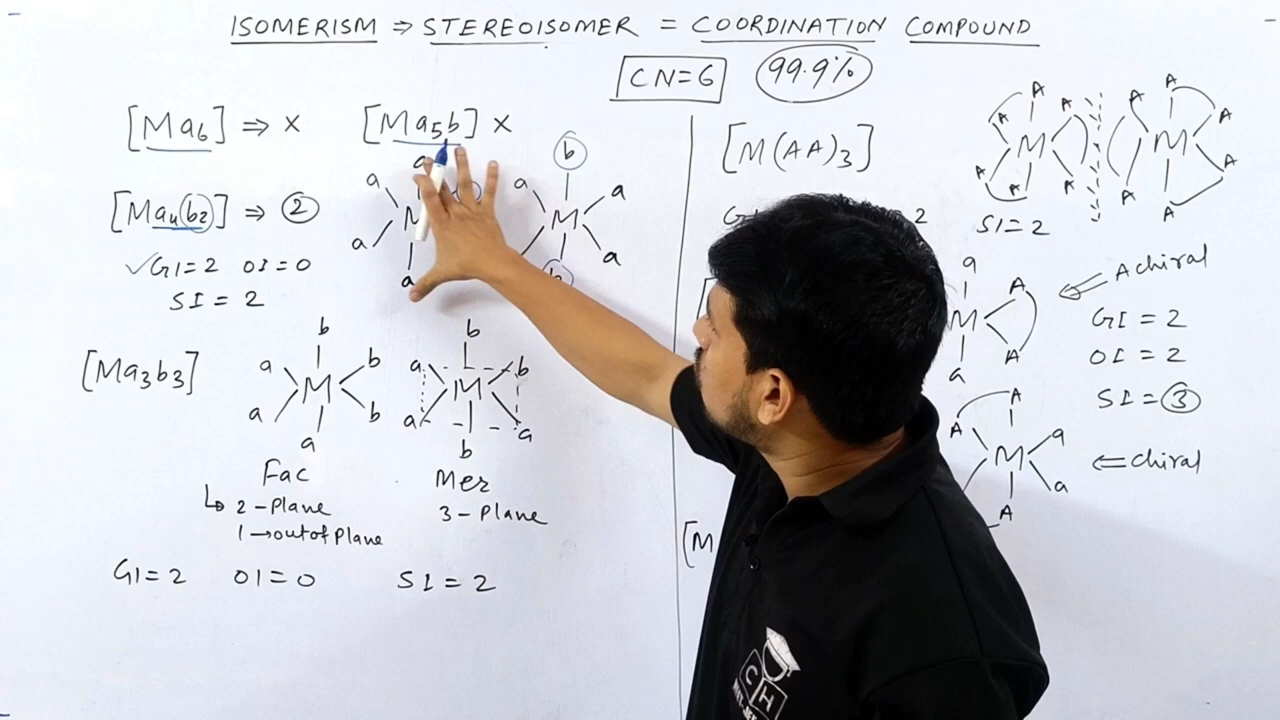 ISOMERISM ⇒ STEREOISOMER = COORDINATION COMPOUND
CN=6 99.9%
[Ma6] ⇒ × [Ma5b] ×
[Ma4b2] ⇒ 2
✓GI=2 OI=0
SI = 2
a
a M
a
a
b
a M a
a
[Ma3b3]
b
a M b
a b
a
Fac
↳ 2-Plane
1 → out of Plane
b
a M b
a a
b
Mer
3-Plane
GI=2 OI=0 SI=2
[M(AA)3]
2
A
A M A
A A
A
A
A M A
A A
A
SI=2
a
M A
A
a
Achiral
GI = 2
OI = 2
SI = 3
A
A M a
a
A
⇐ chiral
[M
C H